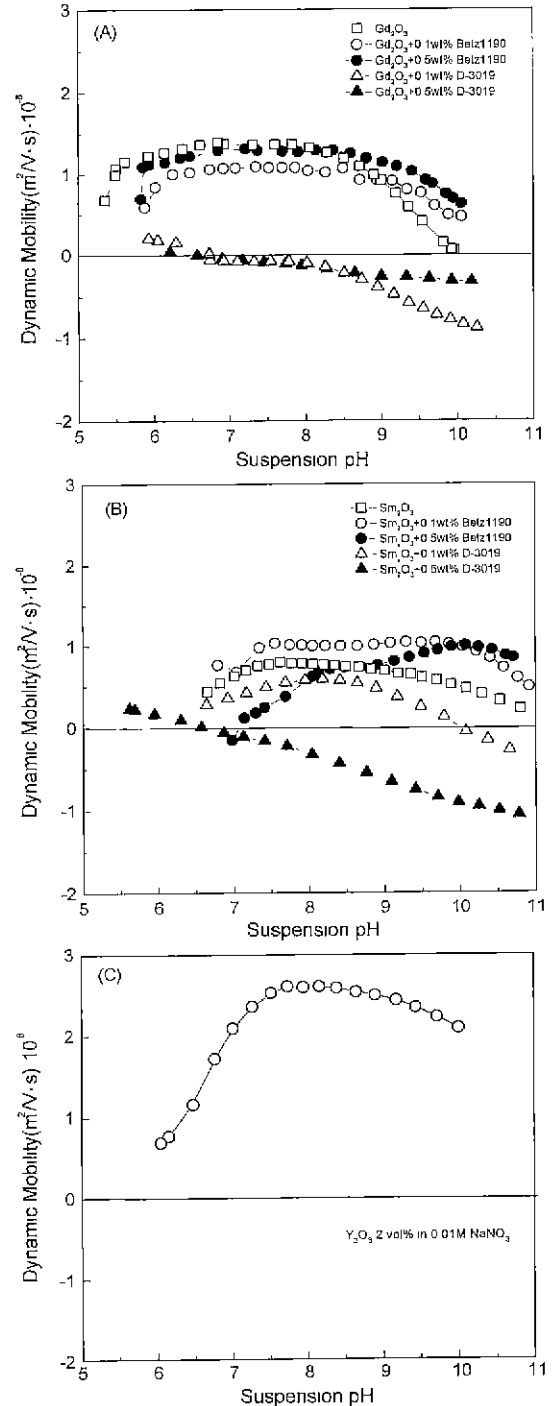 (A)
Gd₂O₃
Gd₂O₃+0 1wt% Betz1190
Gd₂O₃+0 5wt% Betz1190
Gd₂O₃+0 1wt% D-3019
Gd₂O₃+0 5wt% D-3019
3
2
1
0
-1
-2
Dynamic Mobility(m²/V·s)·10⁻⁸
5 6 7 8 9 10 11
Suspension pH
(B)
Sm₂O₃
Sm₂O₃+0 1wt% Betz1190
Sm₂O₃+0 5wt% Betz1190
Sm₂O₃+0 1wt% D-3019
Sm₂O₃+0 5wt% D-3019
3
2
1
0
-1
-2
Dynamic Mobility(m²/V·s)·10⁻⁸
5 6 7 8 9 10 11
Suspension pH
(C)
3
2
1
0
-1
-2
Dynamic Mobility(m²/V·s) 10⁻⁸
Y₂O₃ 2 vol% in 0 01M NaNO₃
5 6 7 8 9 10 11
Suspension pH